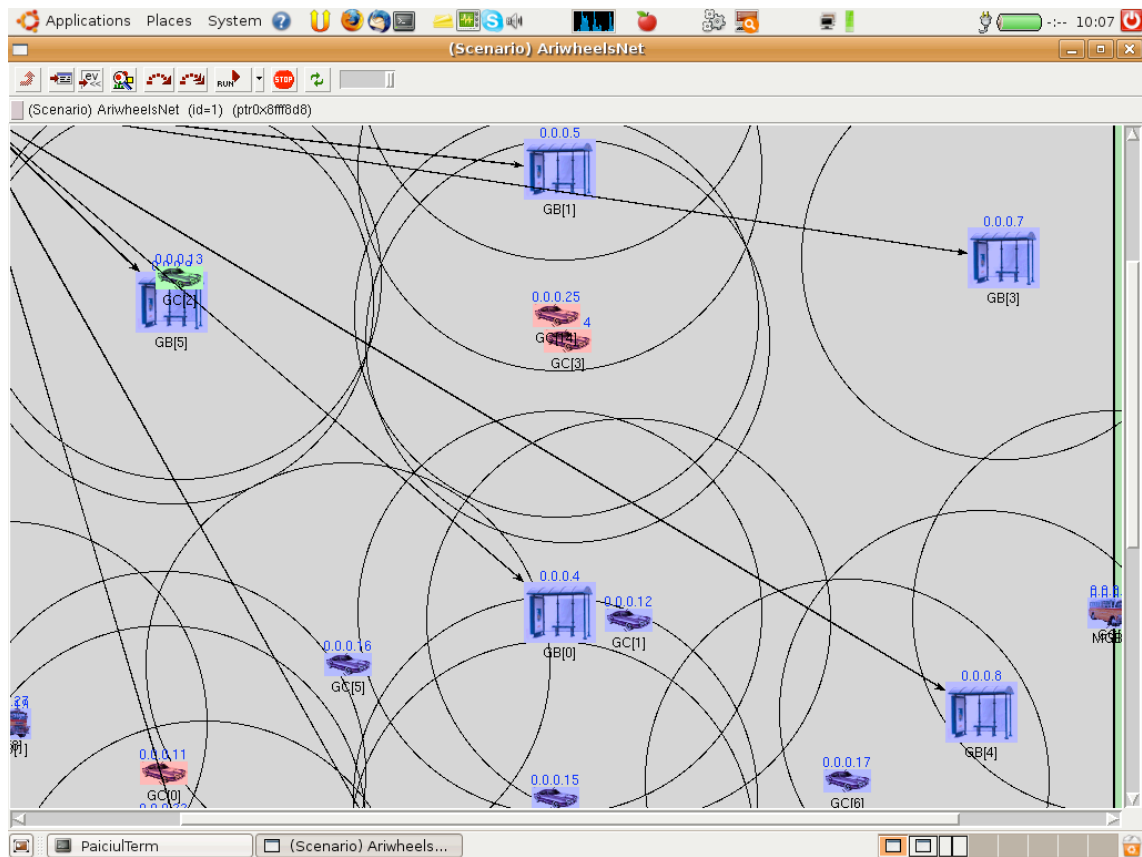 Applications Places System -:-- 10:07
(Scenario) AriwheelsNet
EV RUN STOP
(Scenario) AriwheelsNet (id=1) (ptr0x8fff8d8)
0.0.0.5
GB[1]
0.0.0.7
GB[3]
0.0.0.13
GC[2]
GB[5]
0.0.0.25
4
GC[14]
GC[3]
0.0.0.4
GB[0]
0.0.0.12
GC[1]
0.0.0.16
GC[5]
0.0.0.8
GB[4]
0.0.0.11
GC[0]
0.0.0.15
0.0.0.17
GC[6]
PaiciulTerm
(Scenario) Ariwheels...